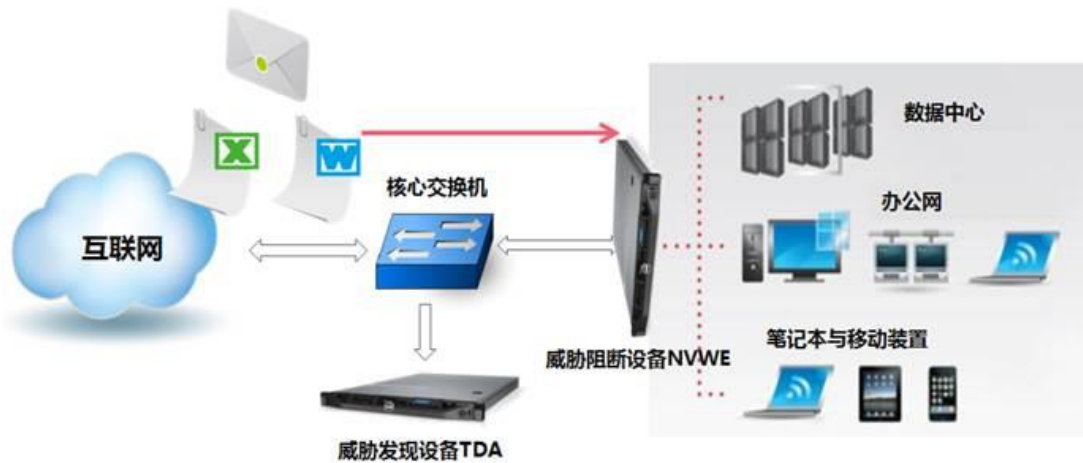 X
W
数据中心
核心交换机
办公网
互联网
笔记本与移动装置
威胁阻断设备NVWE
威胁发现设备TDA